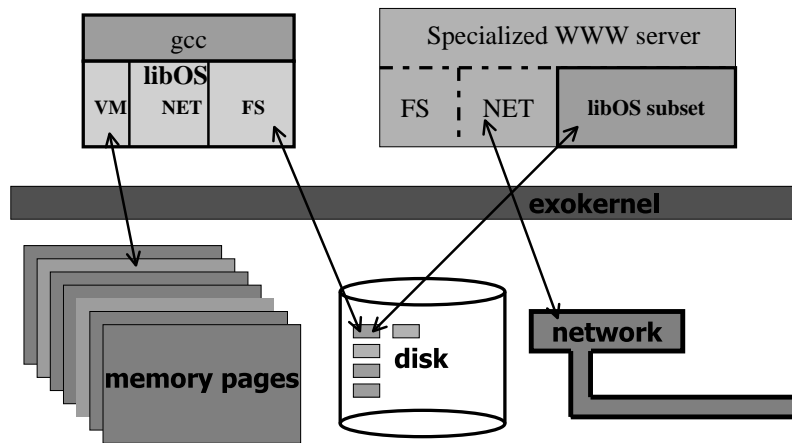 gcc
libOS
VM NET FS
Specialized WWW server
FS NET libOS subset
exokernel
memory pages
disk
network